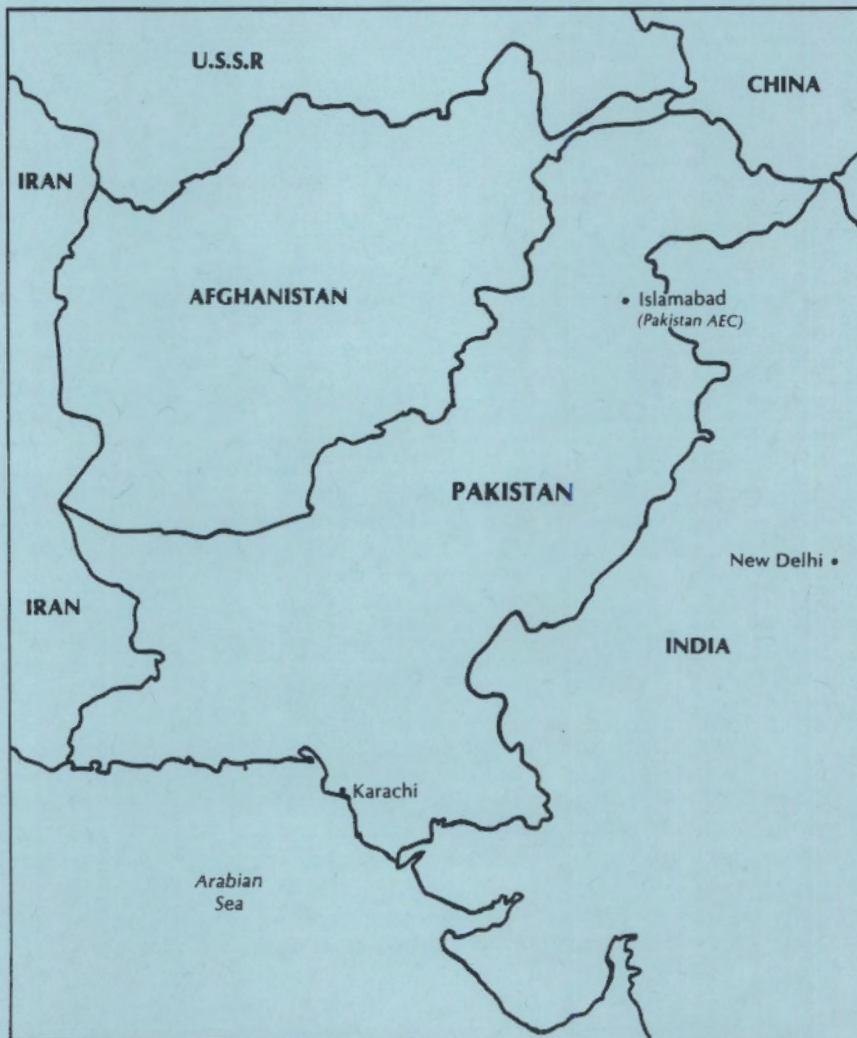 U.S.S.R
CHINA
IRAN
AFGHANISTAN
Islamabad
(Pakistan AEC)
PAKISTAN
New Delhi
IRAN
INDIA
Karachi
Arabian
Sea